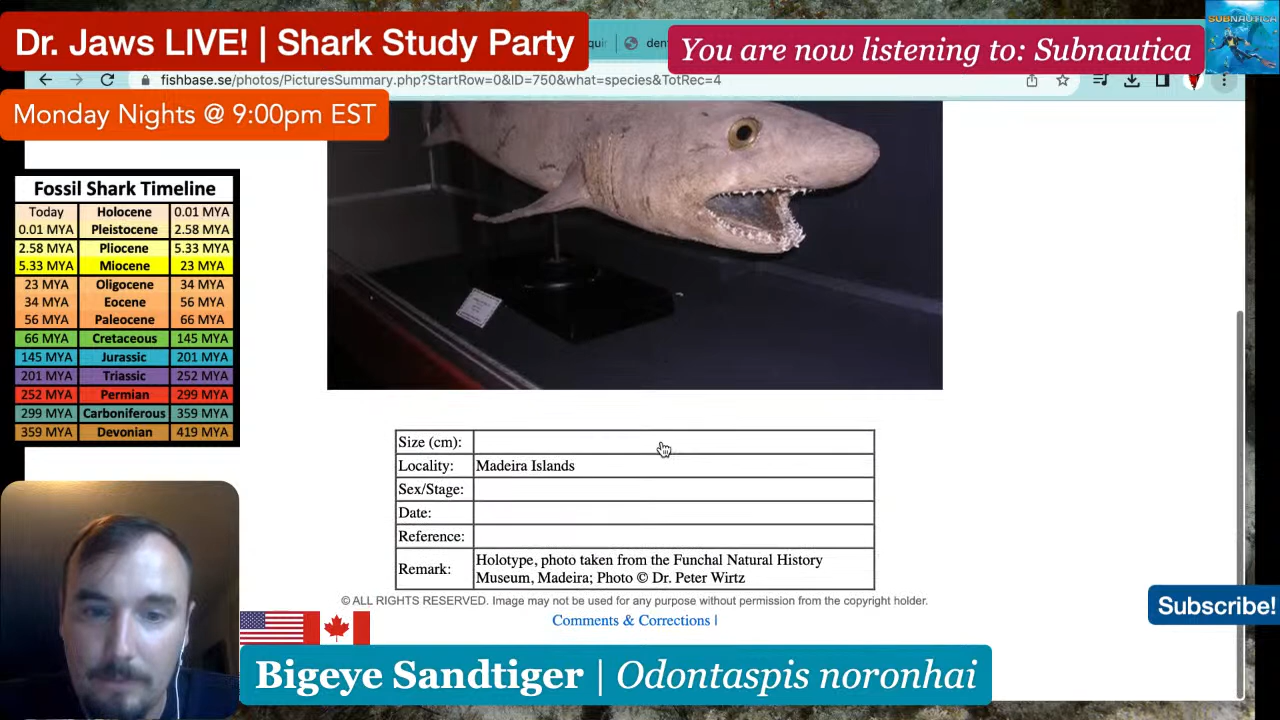 Dr. Jaws LIVE! | Shark Study Party
You are now listening to: Subnautica
SUBNAUTICA
fishbase.se/photos/PicturesSummary.php?StartRow=0&ID=750&what=species&TotRec=4
Monday Nights @ 9:00pm EST
Fossil Shark Timeline
Today Holocene 0.01 MYA
0.01 MYA Pleistocene 2.58 MYA
2.58 MYA Pliocene 5.33 MYA
5.33 MYA Miocene 23 MYA
23 MYA Oligocene 34 MYA
34 MYA Eocene 56 MYA
56 MYA Paleocene 66 MYA
66 MYA Cretaceous 145 MYA
145 MYA Jurassic 201 MYA
201 MYA Triassic 252 MYA
252 MYA Permian 299 MYA
299 MYA Carboniferous 359 MYA
359 MYA Devonian 419 MYA
Size (cm):
Locality: Madeira Islands
Sex/Stage:
Date:
Reference:
Remark: Holotype, photo taken from the Funchal Natural History
Museum, Madeira; Photo © Dr. Peter Wirtz
© ALL RIGHTS RESERVED. Image may not be used for any purpose without permission from the copyright holder.
Comments & Corrections |
Subscribe!
Bigeye Sandtiger | Odontaspis noronhai